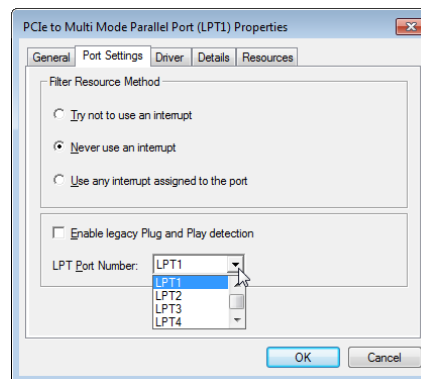 PCIe to Multi Mode Parallel Port (LPT1) Properties
General Port Settings Driver Details Resources
Filter Resource Method
Try not to use an interrupt
Never use an interrupt
Use any interrupt assigned to the port
Enable legacy Plug and Play detection
LPT Port Number: LPT1
LPT1
LPT2
LPT3
LPT4
OK Cancel